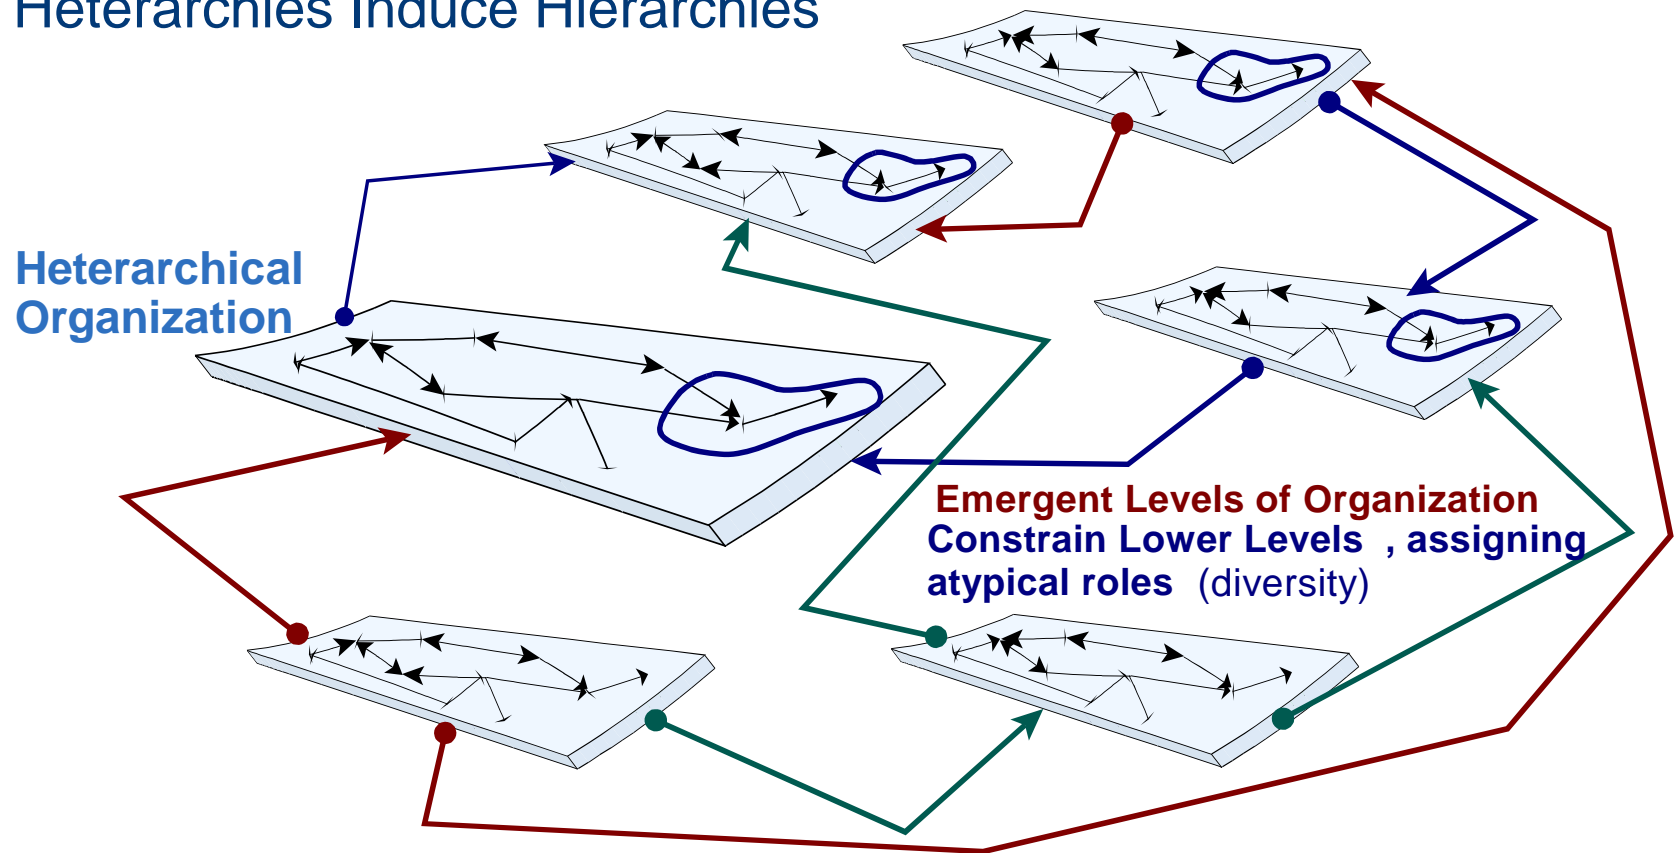 Heterarchies Induce Hierarchies
Heterarchical
Organization
Emergent Levels of Organization
Constrain Lower Levels , assigning
atypical roles (diversity)